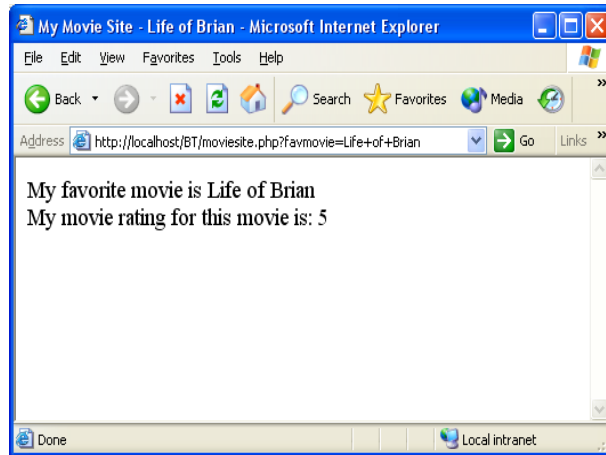 My Movie Site - Life of Brian - Microsoft Internet Explorer
File Edit View Favorites Tools Help
Back Search Favorites Media »
Address http://localhost/BT/moviesite.php?favmovie=Life+of+Brian Go Links »
My favorite movie is Life of Brian
My movie rating for this movie is: 5
Done Local intranet